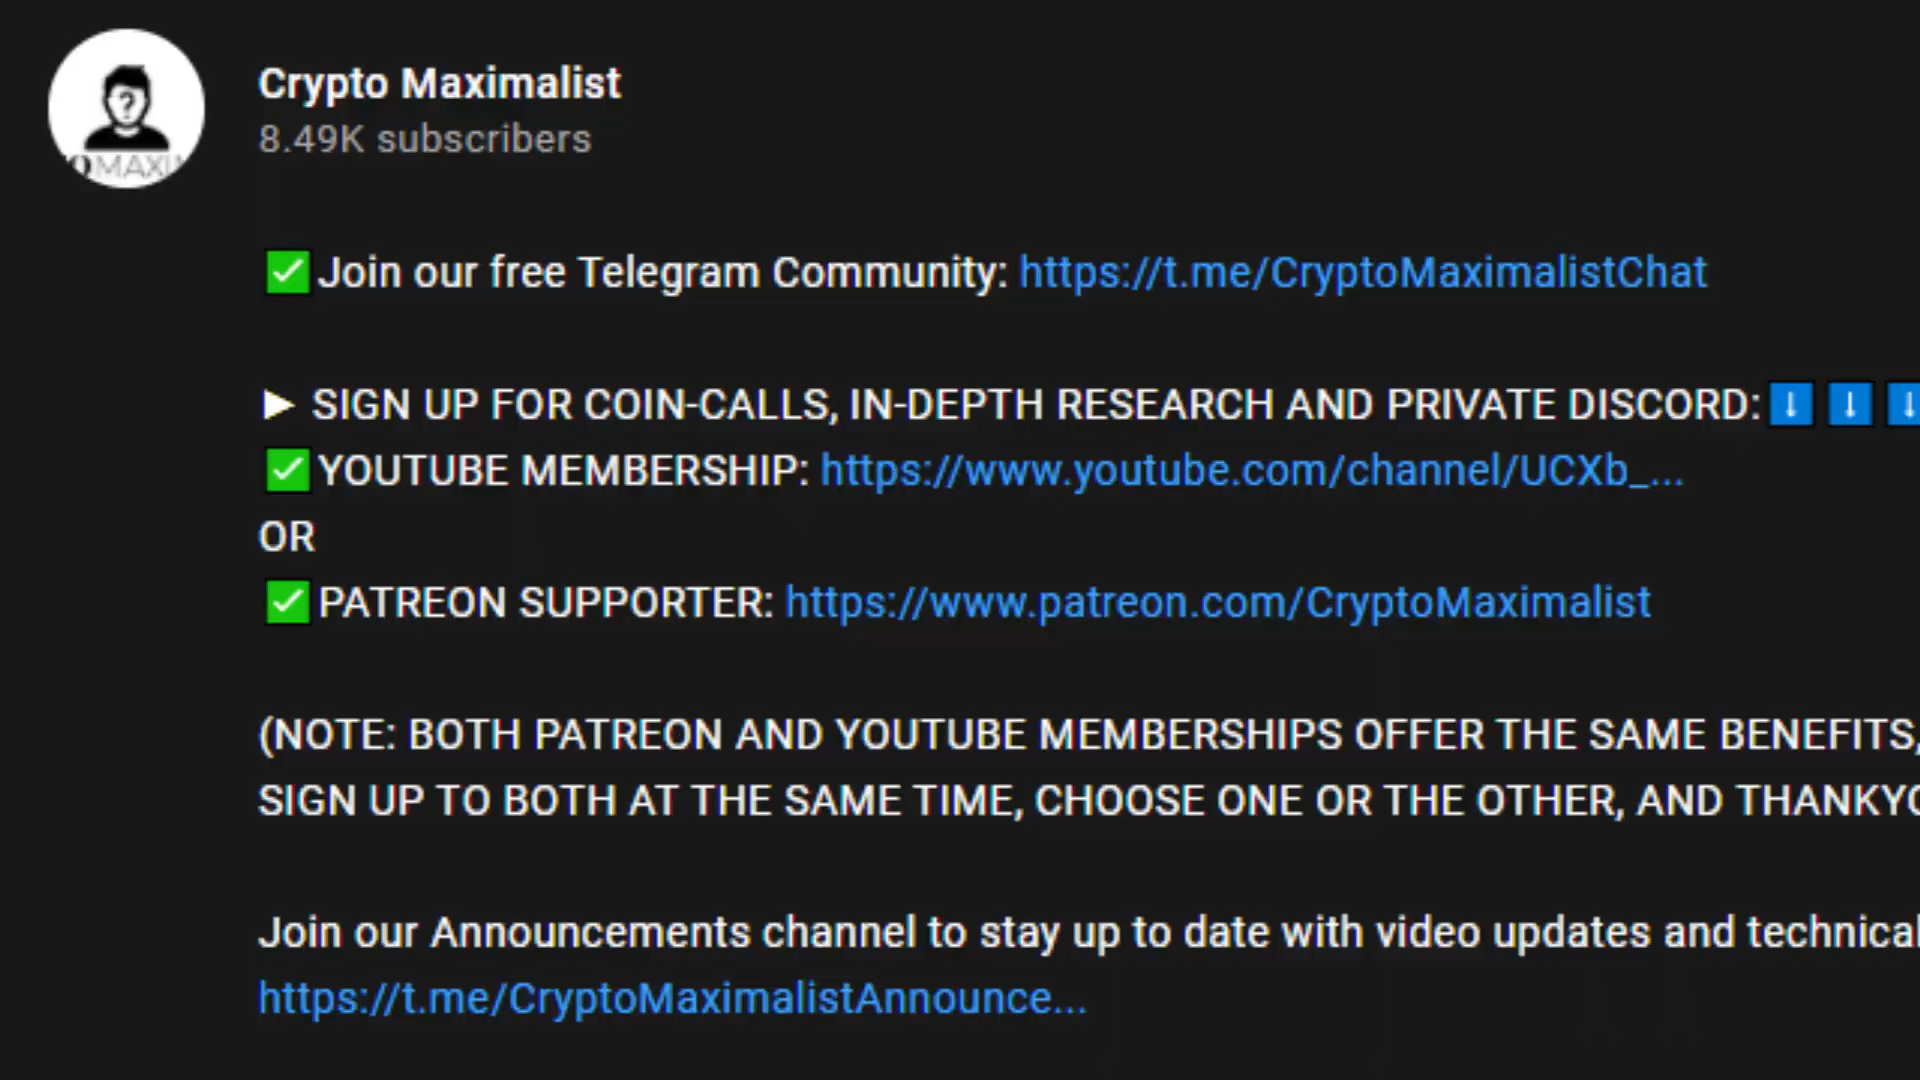 OMAXI
Crypto Maximalist
8.49K subscribers
✅Join our free Telegram Community: https://t.me/CryptoMaximalistChat
► SIGN UP FOR COIN-CALLS, IN-DEPTH RESEARCH AND PRIVATE DISCORD:⬇⬇⬇
✅YOUTUBE MEMBERSHIP: https://www.youtube.com/channel/UCXb_...
OR
✅PATREON SUPPORTER: https://www.patreon.com/CryptoMaximalist
(NOTE: BOTH PATREON AND YOUTUBE MEMBERSHIPS OFFER THE SAME BENEFITS,
SIGN UP TO BOTH AT THE SAME TIME, CHOOSE ONE OR THE OTHER, AND THANKYO
Join our Announcements channel to stay up to date with video updates and technical
https://t.me/CryptoMaximalistAnnounce...